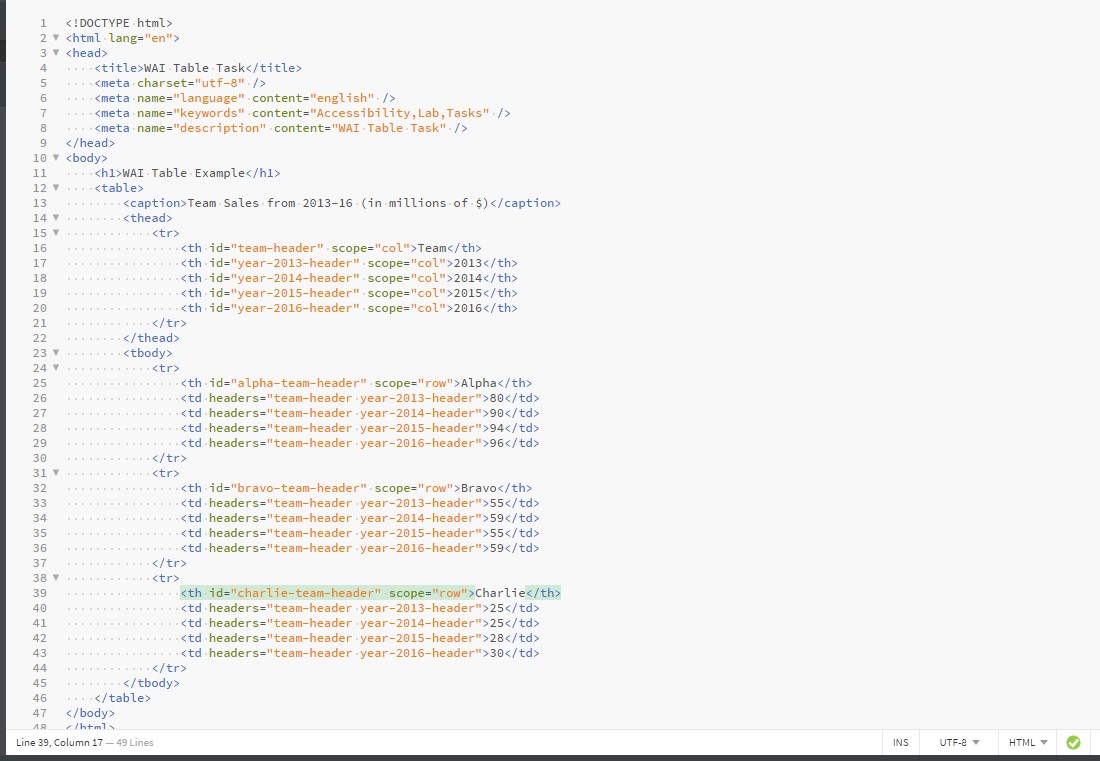 1 <!DOCTYPE html>
2 <html lang="en">
3 <head>
4 <title>WAI Table Task</title>
5 <meta charset="utf-8" />
6 <meta name="language" content="english" />
7 <meta name="keywords" content="Accessibility,Lab,Tasks" />
8 <meta name="description" content="WAI Table Task" />
9 </head>
10 <body>
11 <h1>WAI Table Example</h1>
12 <table>
13 <caption>Team Sales from 2013-16 (in millions of $)</caption>
14 <thead>
15 <tr>
16 <th id="team-header" scope="col">Team</th>
17 <th id="year-2013-header" scope="col">2013</th>
18 <th id="year-2014-header" scope="col">2014</th>
19 <th id="year-2015-header" scope="col">2015</th>
20 <th id="year-2016-header" scope="col">2016</th>
21 </tr>
22 </thead>
23 <tbody>
24 <tr>
25 <th id="alpha-team-header" scope="row">Alpha</th>
26 <td headers="team-header year-2013-header">80</td>
27 <td headers="team-header year-2014-header">90</td>
28 <td headers="team-header year-2015-header">94</td>
29 <td headers="team-header year-2016-header">96</td>
30 </tr>
31 <tr>
32 <th id="bravo-team-header" scope="row">Bravo</th>
33 <td headers="team-header year-2013-header">55</td>
34 <td headers="team-header year-2014-header">59</td>
35 <td headers="team-header year-2015-header">55</td>
36 <td headers="team-header year-2016-header">59</td>
37 </tr>
38 <tr>
39 <th id="charlie-team-header" scope="row">Charlie</th>
40 <td headers="team-header year-2013-header">25</td>
41 <td headers="team-header year-2014-header">25</td>
42 <td headers="team-header year-2015-header">28</td>
43 <td headers="team-header year-2016-header">30</td>
44 </tr>
45 </tbody>
46 </table>
47 </body>
48 </html>
Line 39, Column 17 — 49 Lines INS UTF-8 HTML